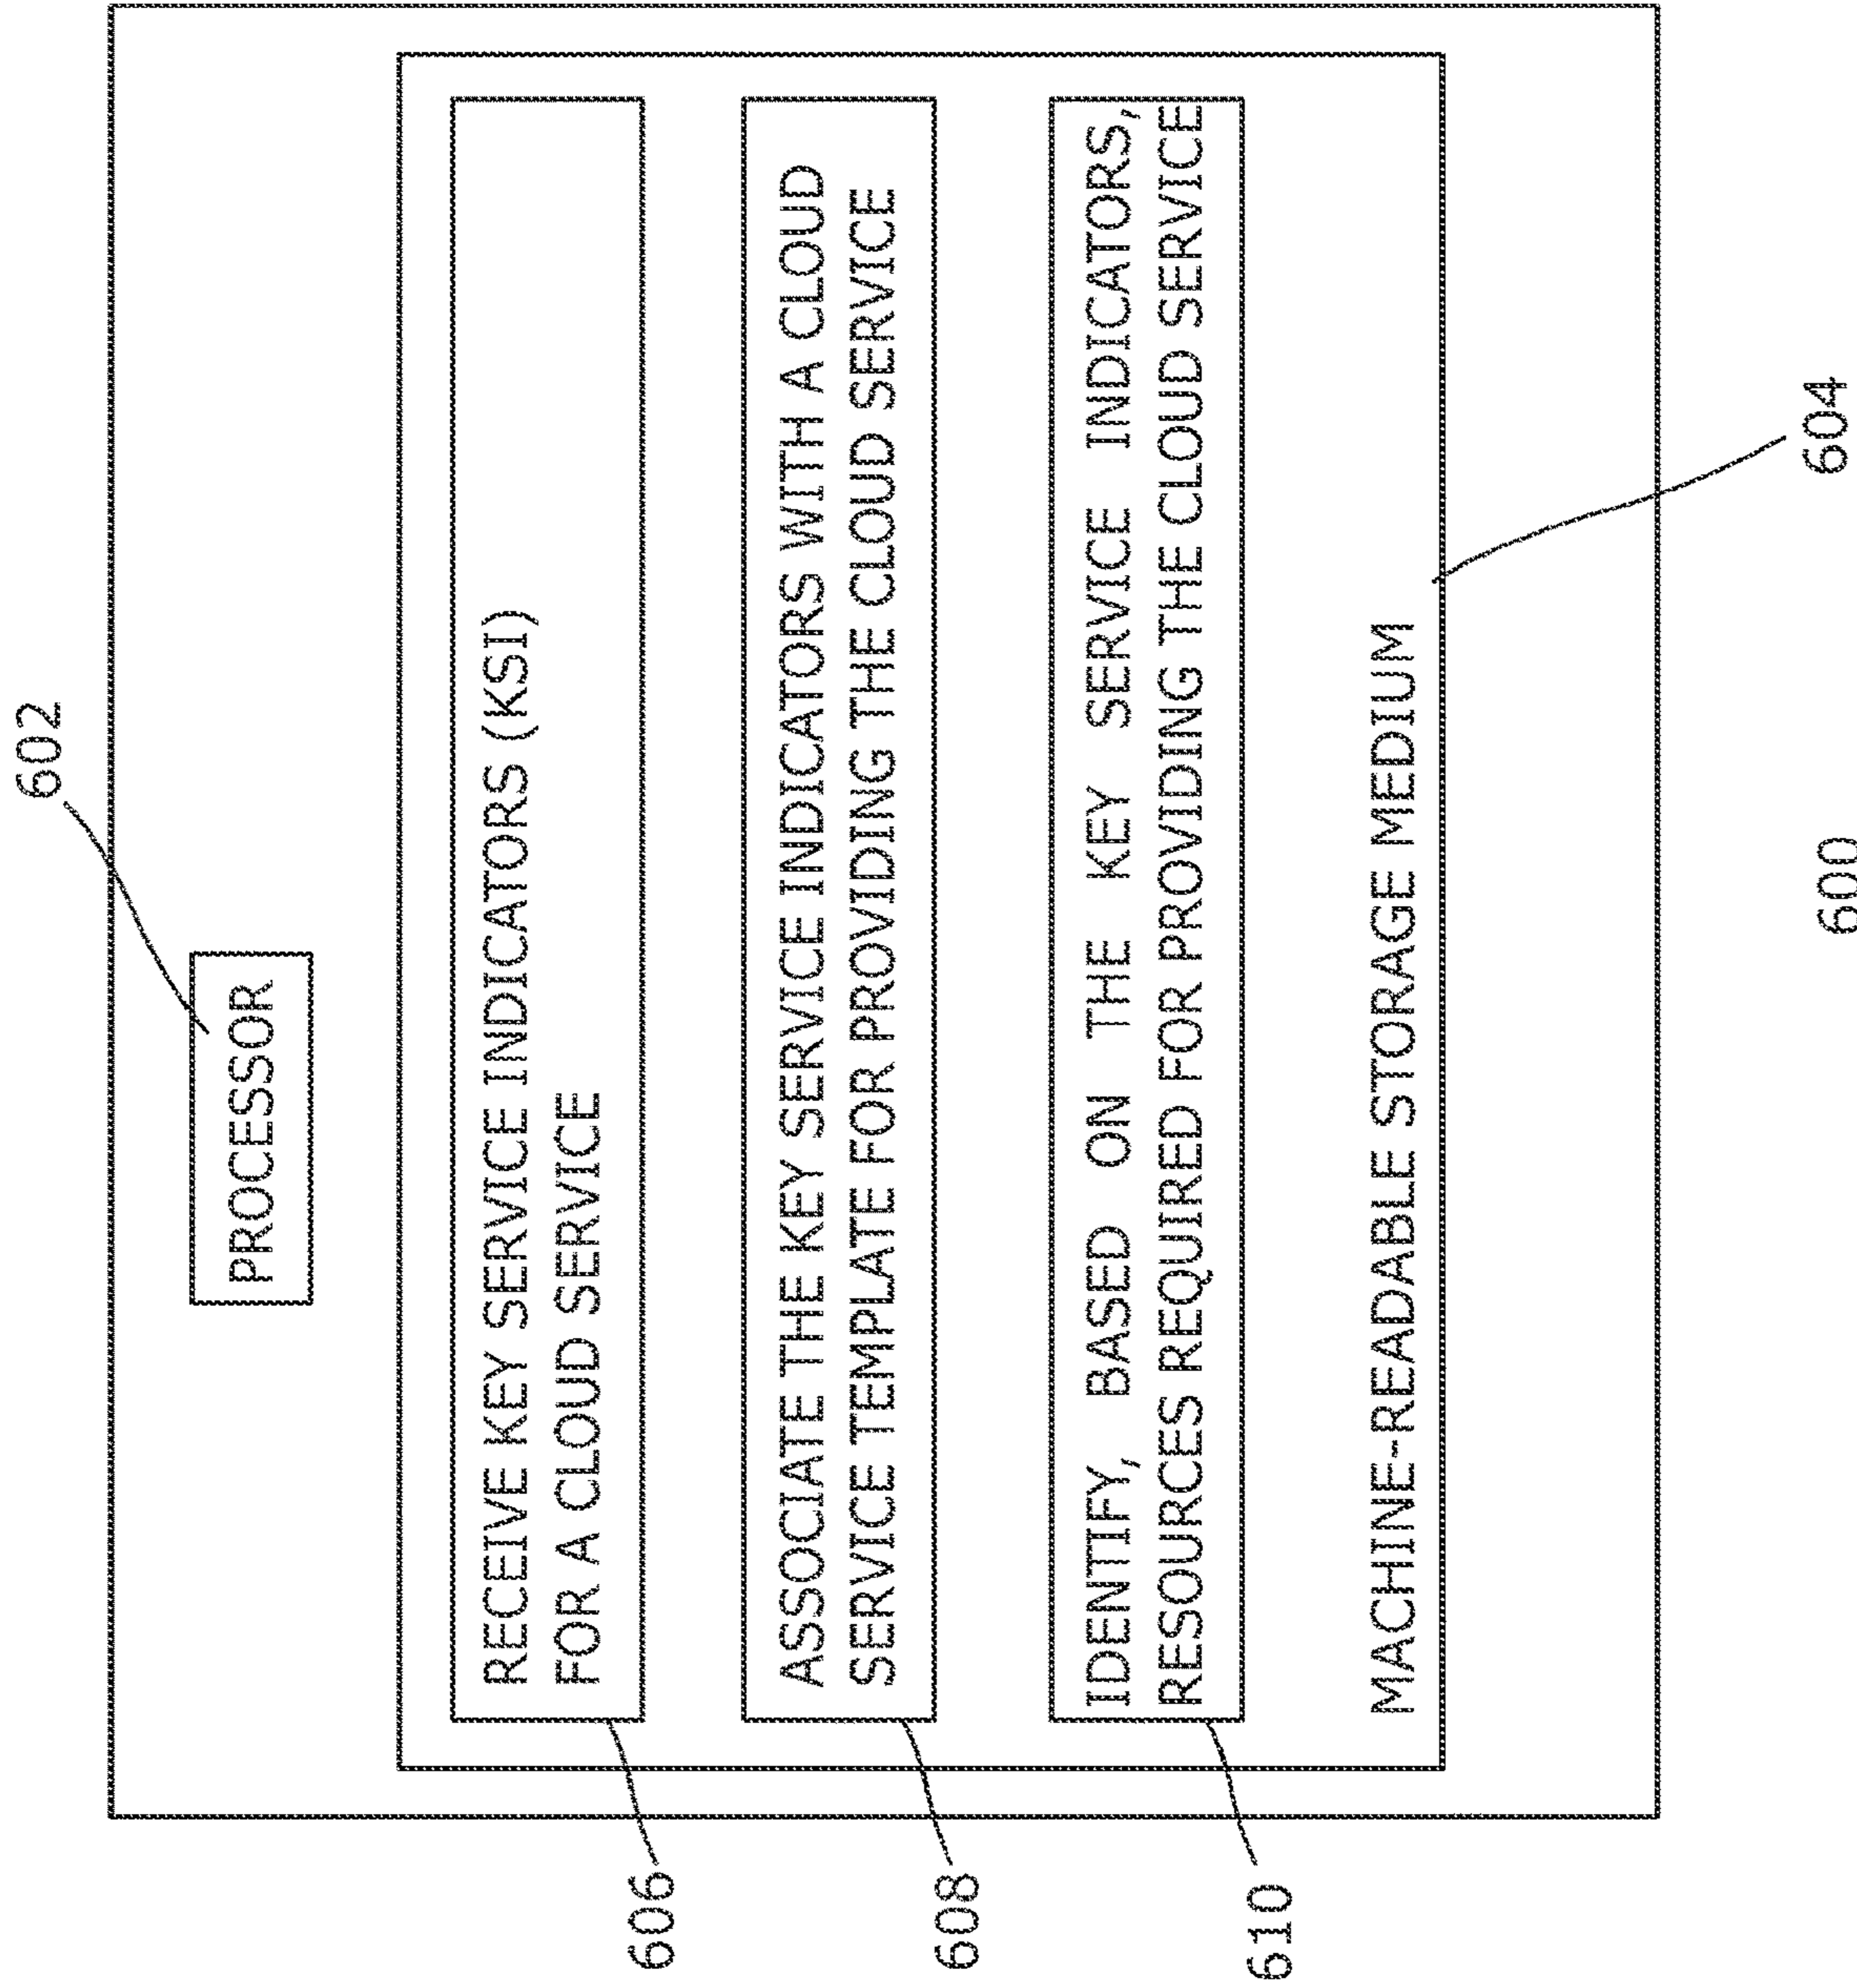 602
PROCESSOR
606
RECEIVE KEY SERVICE INDICATORS (KSI)
FOR A CLOUD SERVICE
608
ASSOCIATE THE KEY SERVICE INDICATORS WITH A CLOUD
SERVICE TEMPLATE FOR PROVIDING THE CLOUD SERVICE
610
IDENTIFY, BASED ON THE KEY SERVICE INDICATORS,
RESOURCES REQUIRED FOR PROVIDING THE CLOUD SERVICE
MACHINE-READABLE STORAGE MEDIUM
604
600